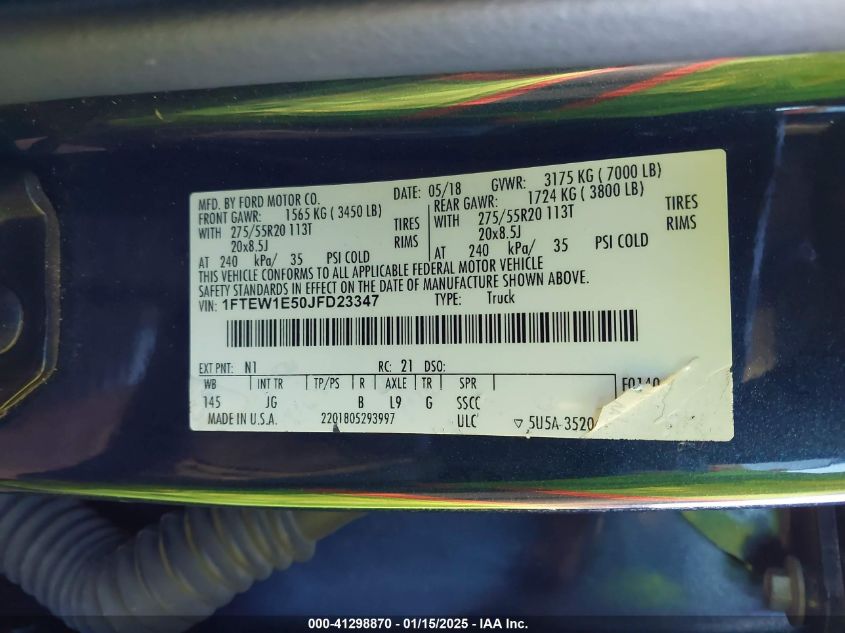 MFD. BY FORD MOTOR CO. DATE: 05/18 GVWR: 3175 KG ( 7000 LB)
FRONT GAWR: 1565 KG ( 3450 LB) REAR GAWR: 1724 KG ( 3800 LB)
WITH 275/55R20 113T TIRES WITH 275/55R20 113T TIRES
20x8.5J RIMS 20x8.5J RIMS
AT 240 kPa/ 35 PSI COLD AT 240 kPa/ 35 PSI COLD
THIS VEHICLE CONFORMS TO ALL APPLICABLE FEDERAL MOTOR VEHICLE
SAFETY STANDARDS IN EFFECT ON THE DATE OF MANUFACTURE SHOWN ABOVE.
VIN: 1FTEW1E50JFD23347 TYPE: Truck
EXT PNT: N1 RC: 21 DSO:
WB INT TR TP/PS R AXLE TR SPR
145 JG B L9 G SSCC
MADE IN U.S.A. 2201805293997 ULC ▽ 5U5A-3520
000-41298870 - 01/15/2025 - IAA Inc.